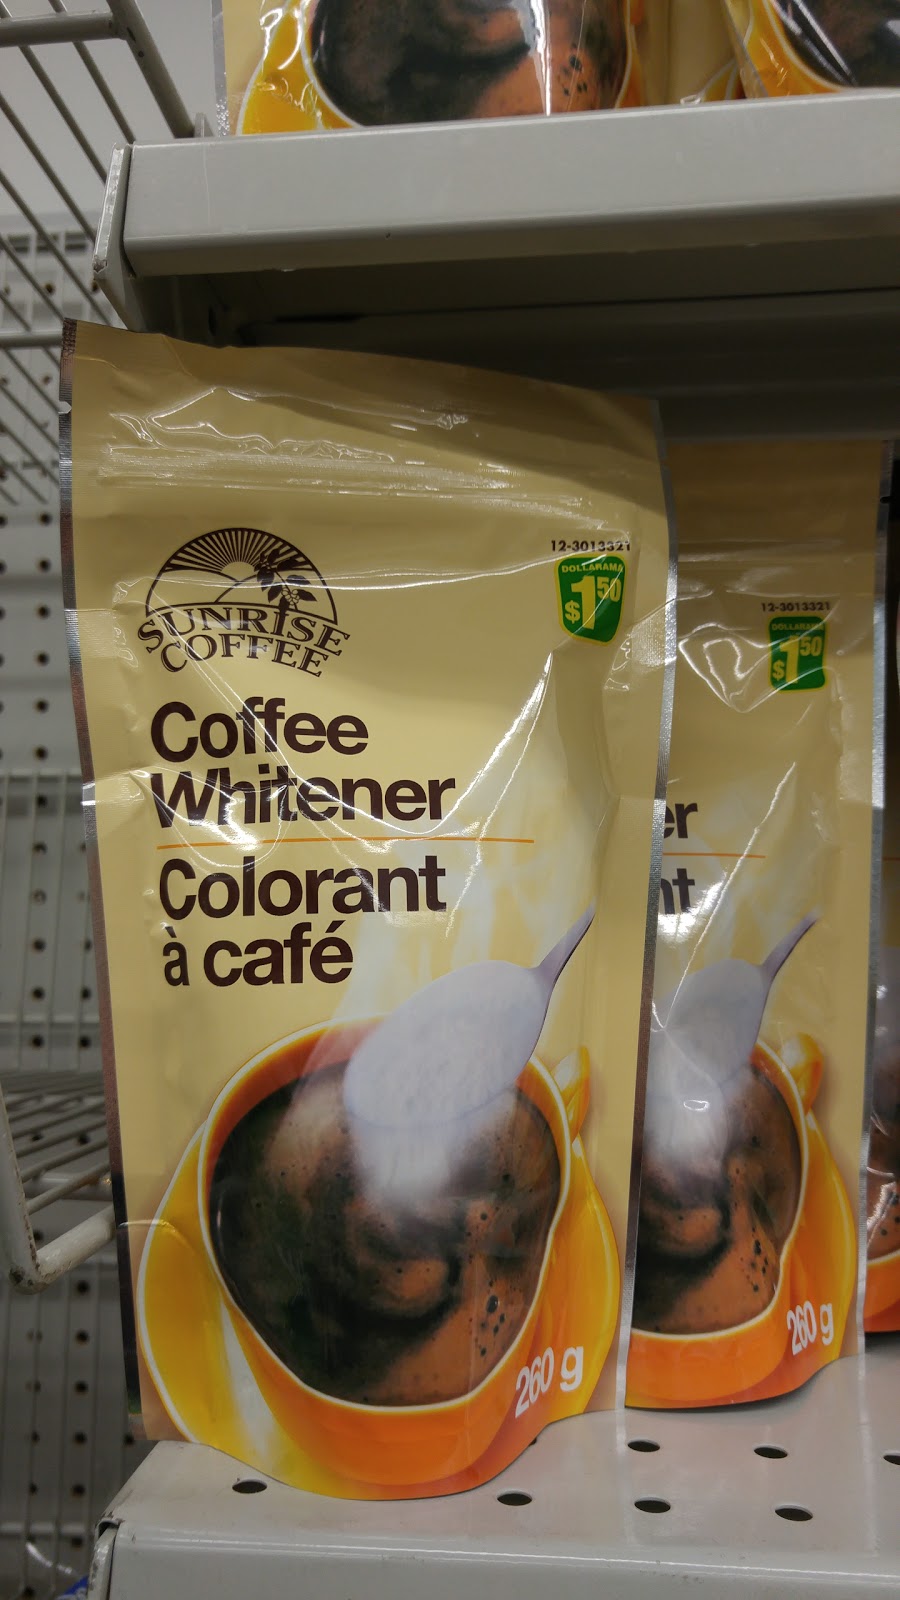 SUNRISE
COFFEE
12-3013321
DOLLARAMA
$1.50
Coffee
Whitener
Colorant
à café
260 g
12-3013321
DOLLARAMA
$1.50
er
nt
260 g